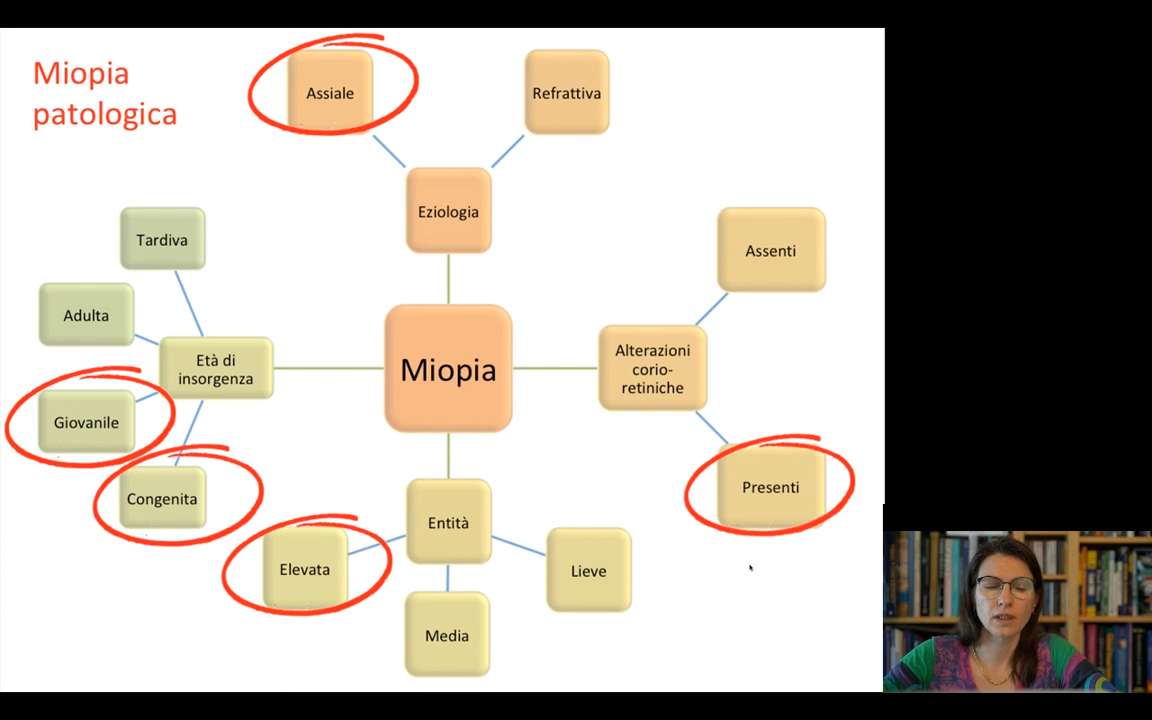 Miopia
patologica
Assiale
Refrattiva
Eziologia
Tardiva
Assenti
Adulta
Età di
insorgenza
Miopia
Alterazioni
corio-
retiniche
Giovanile
Congenita
Presenti
Entità
Elevata
Lieve
Media